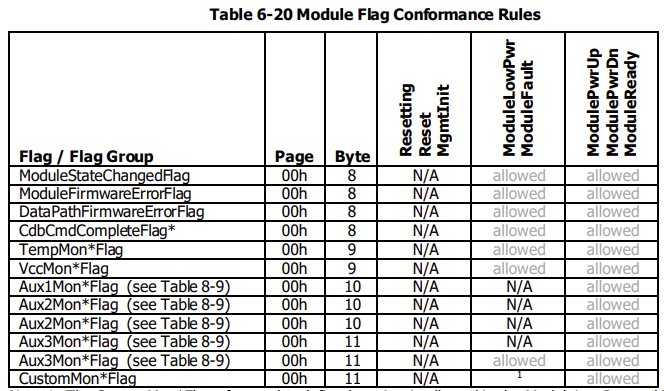 Table 6-20 Module Flag Conformance Rules
Flag / Flag Group Page Byte Resetting Reset MgmtInit ModuleLowPwr ModuleFault ModulePwrUp ModulePwrDn ModuleReady
ModuleStateChangedFlag 00h 8 N/A allowed allowed
ModuleFirmwareErrorFlag 00h 8 N/A allowed allowed
DataPathFirmwareErrorFlag 00h 8 N/A allowed allowed
CdbCmdCompleteFlag* 00h 8 N/A allowed allowed
TempMon*Flag 00h 9 N/A allowed allowed
VccMon*Flag 00h 9 N/A allowed allowed
Aux1Mon*Flag (see Table 8-9) 00h 10 N/A N/A allowed
Aux2Mon*Flag (see Table 8-9) 00h 10 N/A N/A allowed
Aux2Mon*Flag (see Table 8-9) 00h 10 N/A N/A allowed
Aux3Mon*Flag (see Table 8-9) 00h 11 N/A N/A allowed
Aux3Mon*Flag (see Table 8-9) 00h 11 N/A allowed allowed
CustomMon*Flag 00h 11 N/A 1 allowed